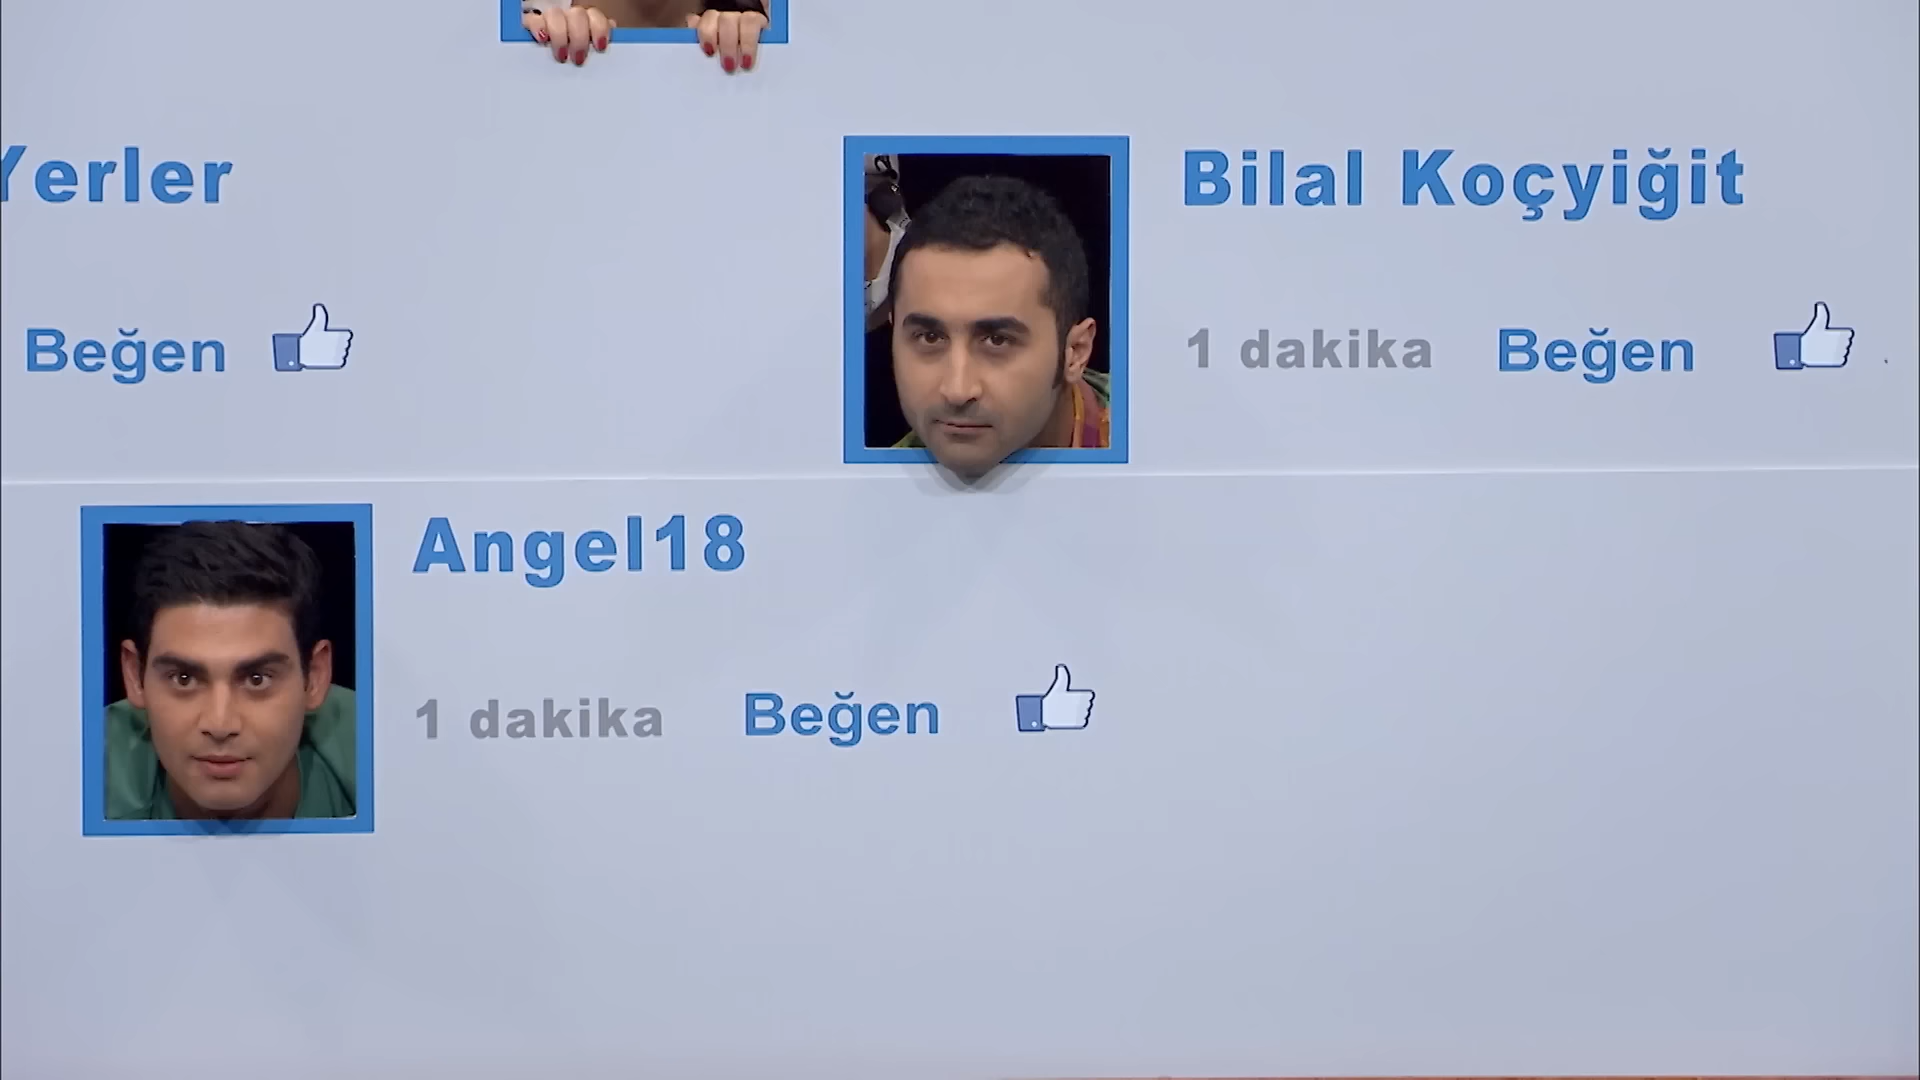 Yerler
Beğen
Bilal Koçyiğit
1 dakika Beğen
Angel18
1 dakika Beğen